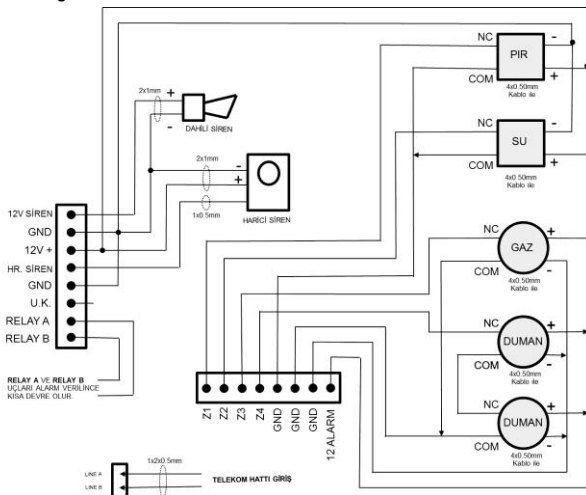 NC
-
PIR
COM
+
4x0.50mm
Kablo ile
2x1mm
+
-
DAHİLİ SİREN
NC
-
SU
COM
+
4x0 50mm
Kablo ile
2x1mm
-
+
1x0.5mm
HARİCİ SİREN
12V SİREN
GND
12V +
HR. SİREN
GND
U.K.
RELAY A
RELAY B
NC
+
GAZ
COM
-
4x0 50mm
Kablo ile
NC
+
DUMAN
COM
-
4x0 50mm
Kablo ile
NC
+
DUMAN
COM
-
4x0 50mm
Kablo ile
RELAY A VE RELAY B
UÇLARI ALARM VERİLİNCE
KISA DEVRE OLUR.
Z1
Z2
Z3
Z4
GND
GND
GND
12 ALARM
1x2x0.5mm
LINE A
LINE B
TELEKOM HATTI GİRİŞ